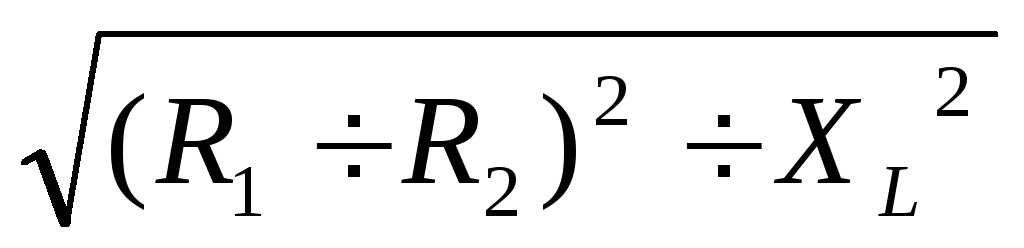 √(R₁ ÷ R₂)² ÷ X_L²